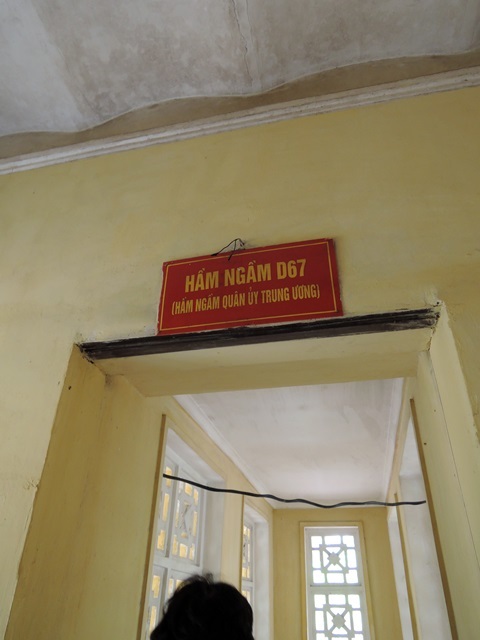 HẦM NGẦM D67
(HẦM NGẦM QUÂN ỦY TRUNG ƯƠNG)